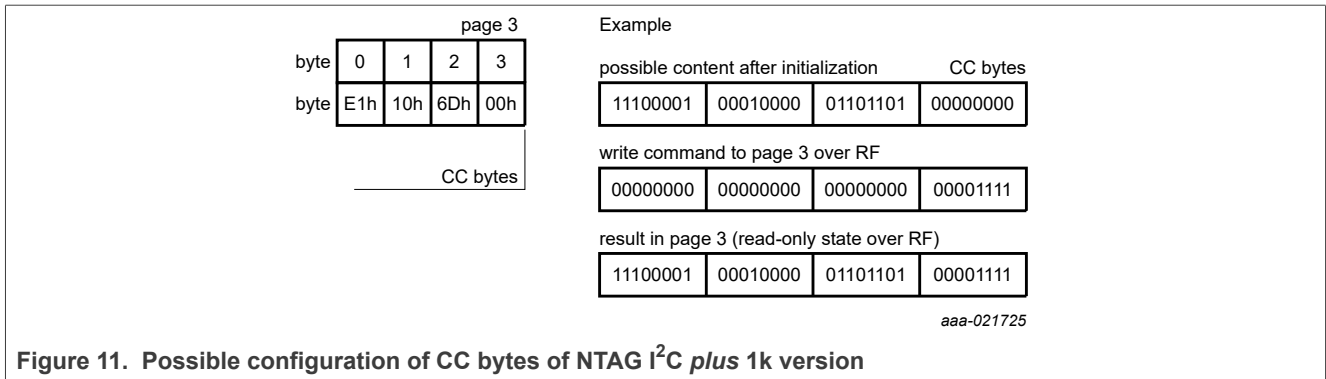 page 3
byte 0 1 2 3
byte E1h 10h 6Dh 00h
CC bytes
Example
possible content after initialization CC bytes
11100001 00010000 01101101 00000000
write command to page 3 over RF
00000000 00000000 00000000 00001111
result in page 3 (read-only state over RF)
11100001 00010000 01101101 00001111
aaa-021725
Figure 11. Possible configuration of CC bytes of NTAG I²C plus 1k version